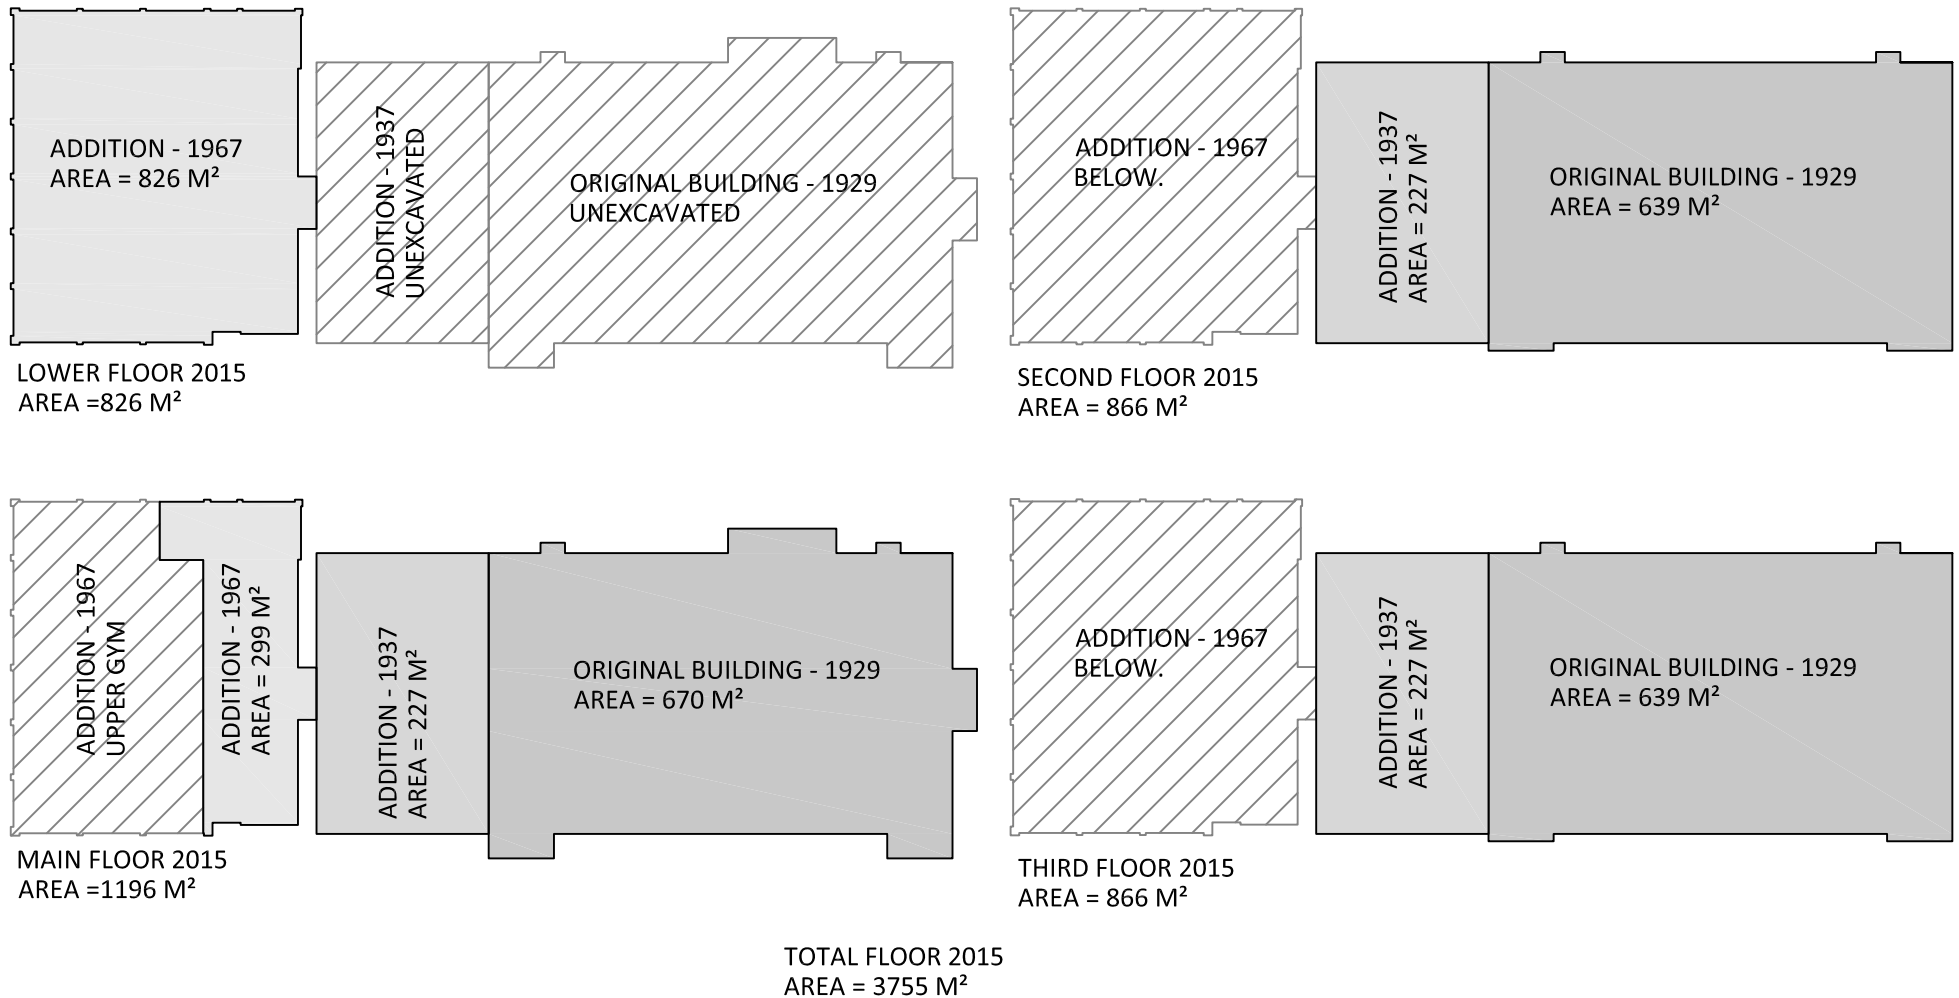 ADDITION - 1967
AREA = 826 M²
ADDITION - 1937
UNEXCAVATED
ORIGINAL BUILDING - 1929
UNEXCAVATED
LOWER FLOOR 2015
AREA =826 M²
ADDITION - 1967
BELOW.
ADDITION - 1937
AREA = 227 M²
ORIGINAL BUILDING - 1929
AREA = 639 M²
SECOND FLOOR 2015
AREA = 866 M²
ADDITION - 1967
UPPER GYM
ADDITION - 1967
AREA = 299 M²
ADDITION - 1937
AREA = 227 M²
ORIGINAL BUILDING - 1929
AREA = 670 M²
MAIN FLOOR 2015
AREA =1196 M²
ADDITION - 1967
BELOW.
ADDITION - 1937
AREA = 227 M²
ORIGINAL BUILDING - 1929
AREA = 639 M²
THIRD FLOOR 2015
AREA = 866 M²
TOTAL FLOOR 2015
AREA = 3755 M²